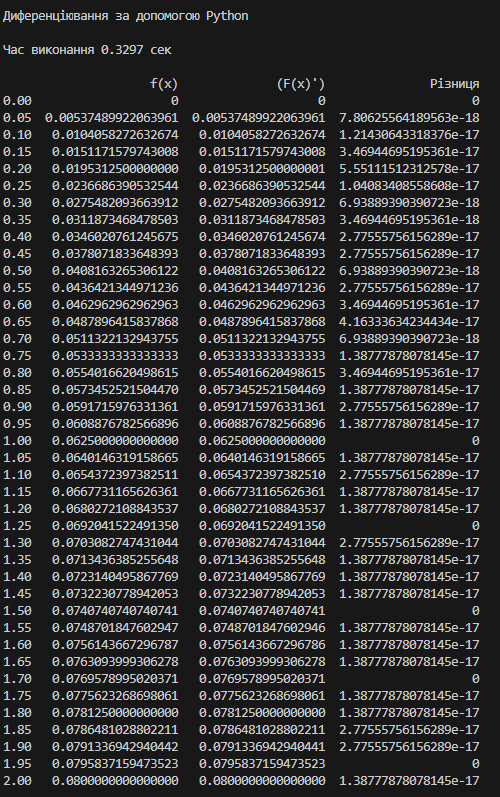 Диференціювання за допомогою Python
Час виконання 0.3297 сек
f(x) (F(x)') Різниця
0.00 0 0 0
0.05 0.00537489922063961 0.00537489922063961 7.80625564189563e-18
0.10 0.0104058272632674 0.0104058272632674 1.21430643318376e-17
0.15 0.0151171579743008 0.0151171579743008 3.46944695195361e-18
0.20 0.0195312500000000 0.0195312500000001 5.55111512312578e-17
0.25 0.0236686390532544 0.0236686390532544 1.04083408558608e-17
0.30 0.0275482093663912 0.0275482093663912 6.93889390390723e-18
0.35 0.0311873468478503 0.0311873468478503 3.46944695195361e-18
0.40 0.0346020761245675 0.0346020761245674 2.77555756156289e-17
0.45 0.0378071833648393 0.0378071833648393 2.77555756156289e-17
0.50 0.0408163265306122 0.0408163265306122 6.93889390390723e-18
0.55 0.0436421344971236 0.0436421344971236 2.77555756156289e-17
0.60 0.0462962962962963 0.0462962962962963 3.46944695195361e-17
0.65 0.0487896415837868 0.0487896415837868 4.16333634234434e-17
0.70 0.0511322132943755 0.0511322132943755 6.93889390390723e-18
0.75 0.0533333333333333 0.0533333333333333 1.38777878078145e-17
0.80 0.0554016620498615 0.0554016620498615 3.46944695195361e-17
0.85 0.0573452521504470 0.0573452521504469 1.38777878078145e-17
0.90 0.0591715976331361 0.0591715976331361 2.77555756156289e-17
0.95 0.0608876782566896 0.0608876782566896 1.38777878078145e-17
1.00 0.0625000000000000 0.0625000000000000 0
1.05 0.0640146319158665 0.0640146319158665 1.38777878078145e-17
1.10 0.0654372397382511 0.0654372397382510 2.77555756156289e-17
1.15 0.0667731165626361 0.0667731165626361 1.38777878078145e-17
1.20 0.0680272108843537 0.0680272108843537 1.38777878078145e-17
1.25 0.0692041522491350 0.0692041522491350 0
1.30 0.0703082747431044 0.0703082747431044 2.77555756156289e-17
1.35 0.0713436385255648 0.0713436385255648 1.38777878078145e-17
1.40 0.0723140495867769 0.0723140495867769 1.38777878078145e-17
1.45 0.0732230778942053 0.0732230778942053 1.38777878078145e-17
1.50 0.0740740740740741 0.0740740740740741 0
1.55 0.0748701847602947 0.0748701847602946 1.38777878078145e-17
1.60 0.0756143667296787 0.0756143667296786 1.38777878078145e-17
1.65 0.0763093999306278 0.0763093999306278 1.38777878078145e-17
1.70 0.0769578995020371 0.0769578995020371 0
1.75 0.0775623268698061 0.0775623268698061 1.38777878078145e-17
1.80 0.0781250000000000 0.0781250000000000 1.38777878078145e-17
1.85 0.0786481028802211 0.0786481028802211 2.77555756156289e-17
1.90 0.0791336942940442 0.0791336942940441 2.77555756156289e-17
1.95 0.0795837159473523 0.0795837159473523 0
2.00 0.0800000000000000 0.0800000000000000 1.38777878078145e-17